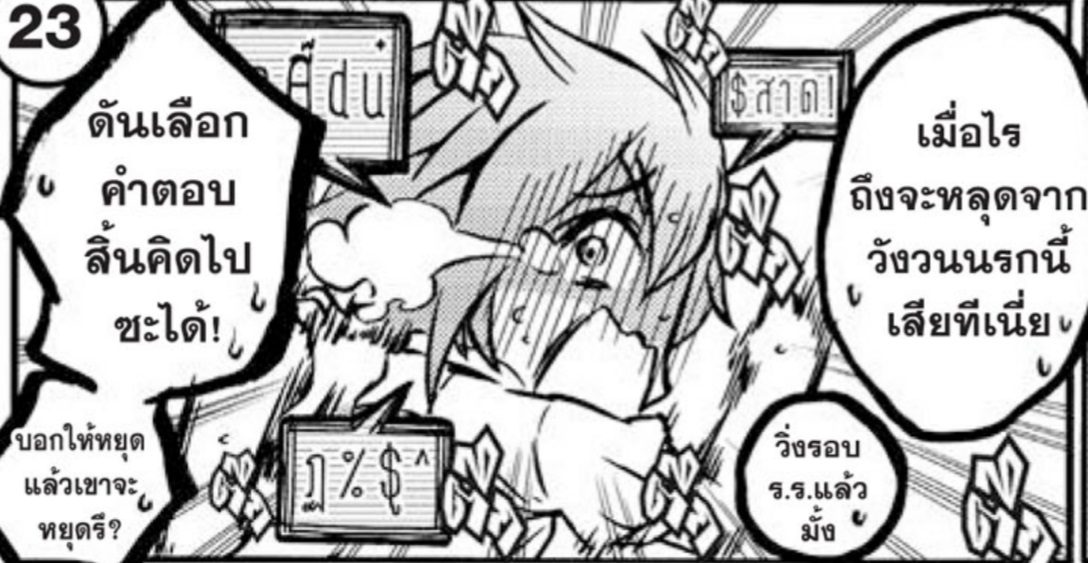 23
เมื่อไร
ถึงจะหลุดจาก
วังวนนรกนี้
เสียทีเนี่ย
$สาด!
วิ่งรอบ
ร.ร.แล้ว
มั้ง
ดันเลือก
คำตอบ
สิ้นคิดไป
ซะได้!
บอกให้หยุด
แล้วเขาจะ
หยุดรึ?
ฏ%$^